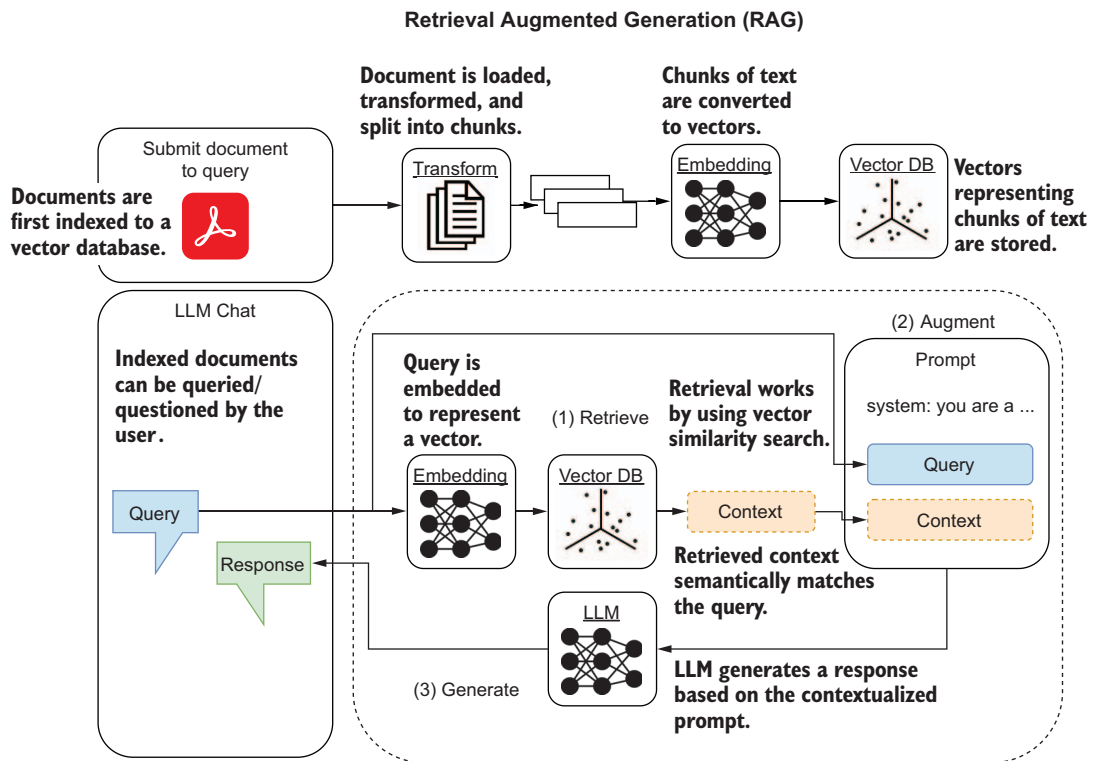 Retrieval Augmented Generation (RAG)
Document is loaded,
transformed, and
split into chunks.
Chunks of text
are converted
to vectors.
Submit document
to query
Documents are
first indexed to a
vector database.
Transform
Embedding
Vector DB
Vectors
representing
chunks of text
are stored.
LLM Chat
Indexed documents
can be queried/
questioned by the
user.
Query
Response
Query is
embedded
to represent
a vector.
(1) Retrieve
Retrieval works
by using vector
similarity search.
Embedding
Vector DB
Context
Retrieved context
semantically matches
the query.
(2) Augment
Prompt
system: you are a ...
Query
Context
LLM
(3) Generate
LLM generates a response
based on the contextualized
prompt.